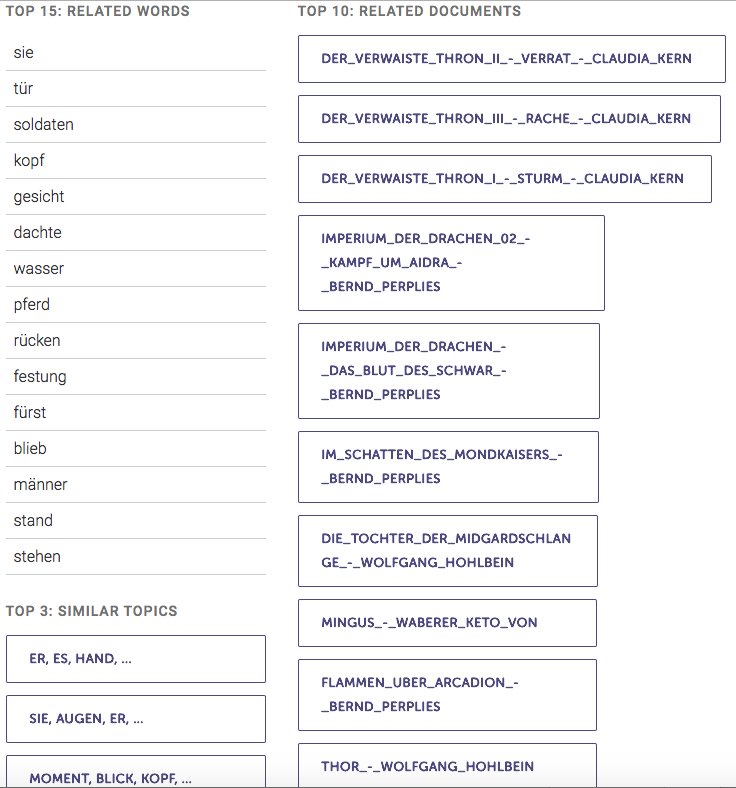 TOP 15: RELATED WORDS
sie
tür
soldaten
kopf
gesicht
dachte
wasser
pferd
rücken
festung
fürst
blieb
männer
stand
stehen
TOP 3: SIMILAR TOPICS
ER, ES, HAND, ...
SIE, AUGEN, ER, ...
MOMENT, BLICK, KOPF, ...
TOP 10: RELATED DOCUMENTS
DER_VERWAISTE_THRON_II_-_VERRAT_-_CLAUDIA_KERN
DER_VERWAISTE_THRON_III_-_RACHE_-_CLAUDIA_KERN
DER_VERWAISTE_THRON_I_-_STURM_-_CLAUDIA_KERN
IMPERIUM_DER_DRACHEN_02_-
_KAMPF_UM_AIDRA_-
_BERND_PERPLIES
IMPERIUM_DER_DRACHEN_-
_DAS_BLUT_DES_SCHWAR_-
_BERND_PERPLIES
IM_SCHATTEN_DES_MONDKAISERS_-
_BERND_PERPLIES
DIE_TOCHTER_DER_MIDGARDSCHLAN
GE_-_WOLFGANG_HOHLBEIN
MINGUS_-_WABERER_KETO_VON
FLAMMEN_UBER_ARCADION_-
_BERND_PERPLIES
THOR_-_WOLFGANG_HOHLBEIN